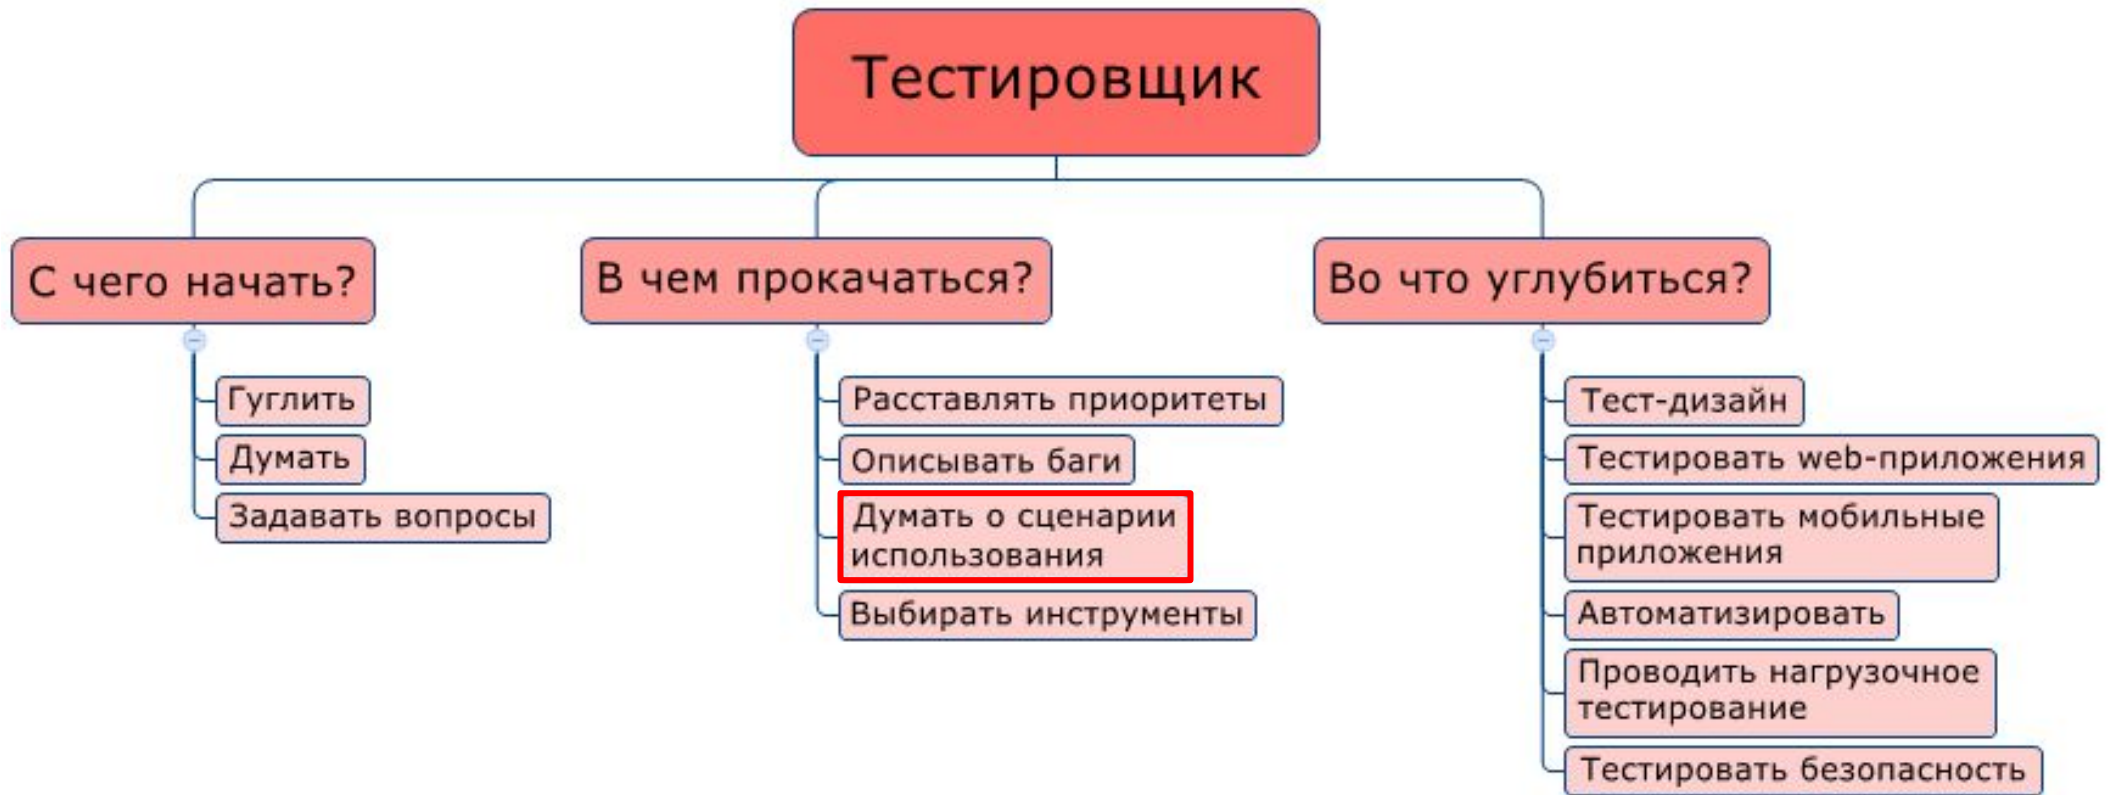 Тестировщик
С чего начать?
Гуглить
Думать
Задавать вопросы
В чем прокачаться?
Расставлять приоритеты
Описывать баги
Думать о сценарии
использования
Выбирать инструменты
Во что углубиться?
Тест-дизайн
Тестировать web-приложения
Тестировать мобильные
приложения
Автоматизировать
Проводить нагрузочное
тестирование
Тестировать безопасность